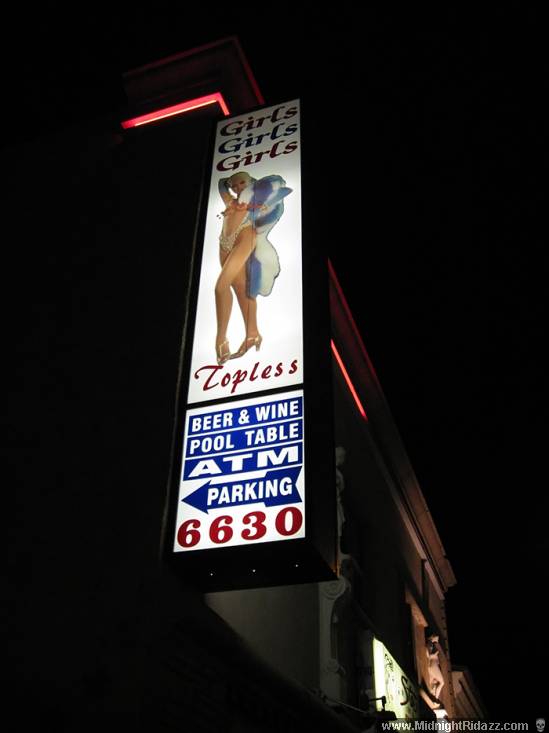 Girls
Girls
Girls
Topless
BEER & WINE
POOL TABLE
ATM
PARKING
6630
www.MidnightRidazz.com